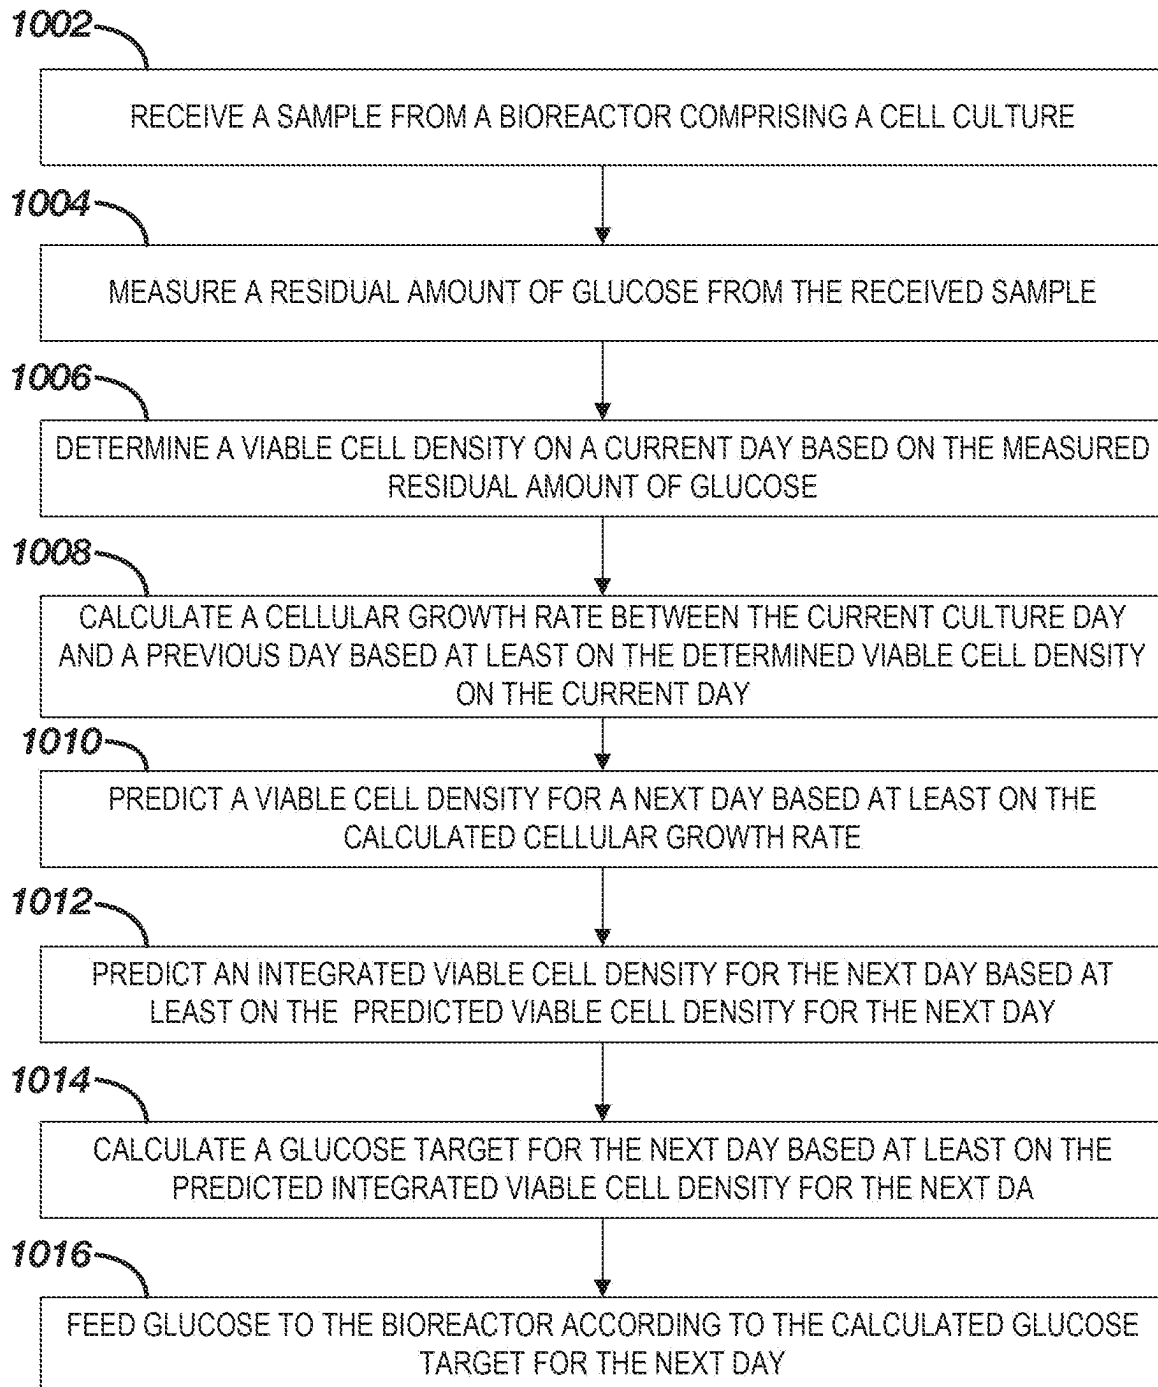 1002
RECEIVE A SAMPLE FROM A BIOREACTOR COMPRISING A CELL CULTURE
1004
MEASURE A RESIDUAL AMOUNT OF GLUCOSE FROM THE RECEIVED SAMPLE
1006
DETERMINE A VIABLE CELL DENSITY ON A CURRENT DAY BASED ON THE MEASURED
RESIDUAL AMOUNT OF GLUCOSE
1008
CALCULATE A CELLULAR GROWTH RATE BETWEEN THE CURRENT CULTURE DAY
AND A PREVIOUS DAY BASED AT LEAST ON THE DETERMINED VIABLE CELL DENSITY
ON THE CURRENT DAY
1010
PREDICT A VIABLE CELL DENSITY FOR A NEXT DAY BASED AT LEAST ON THE
CALCULATED CELLULAR GROWTH RATE
1012
PREDICT AN INTEGRATED VIABLE CELL DENSITY FOR THE NEXT DAY BASED AT
LEAST ON THE PREDICTED VIABLE CELL DENSITY FOR THE NEXT DAY
1014
CALCULATE A GLUCOSE TARGET FOR THE NEXT DAY BASED AT LEAST ON THE
PREDICTED INTEGRATED VIABLE CELL DENSITY FOR THE NEXT DA
1016
FEED GLUCOSE TO THE BIOREACTOR ACCORDING TO THE CALCULATED GLUCOSE
TARGET FOR THE NEXT DAY